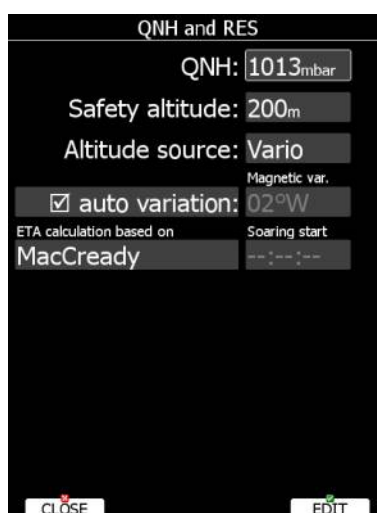 QNH and RES
QNH: 1013mbar
Safety altitude: 200m
Altitude source: Vario
Magnetic var.
auto variation: 02°W
ETA calculation based on Soaring start
MacCready --:--:--
CLOSE EDIT